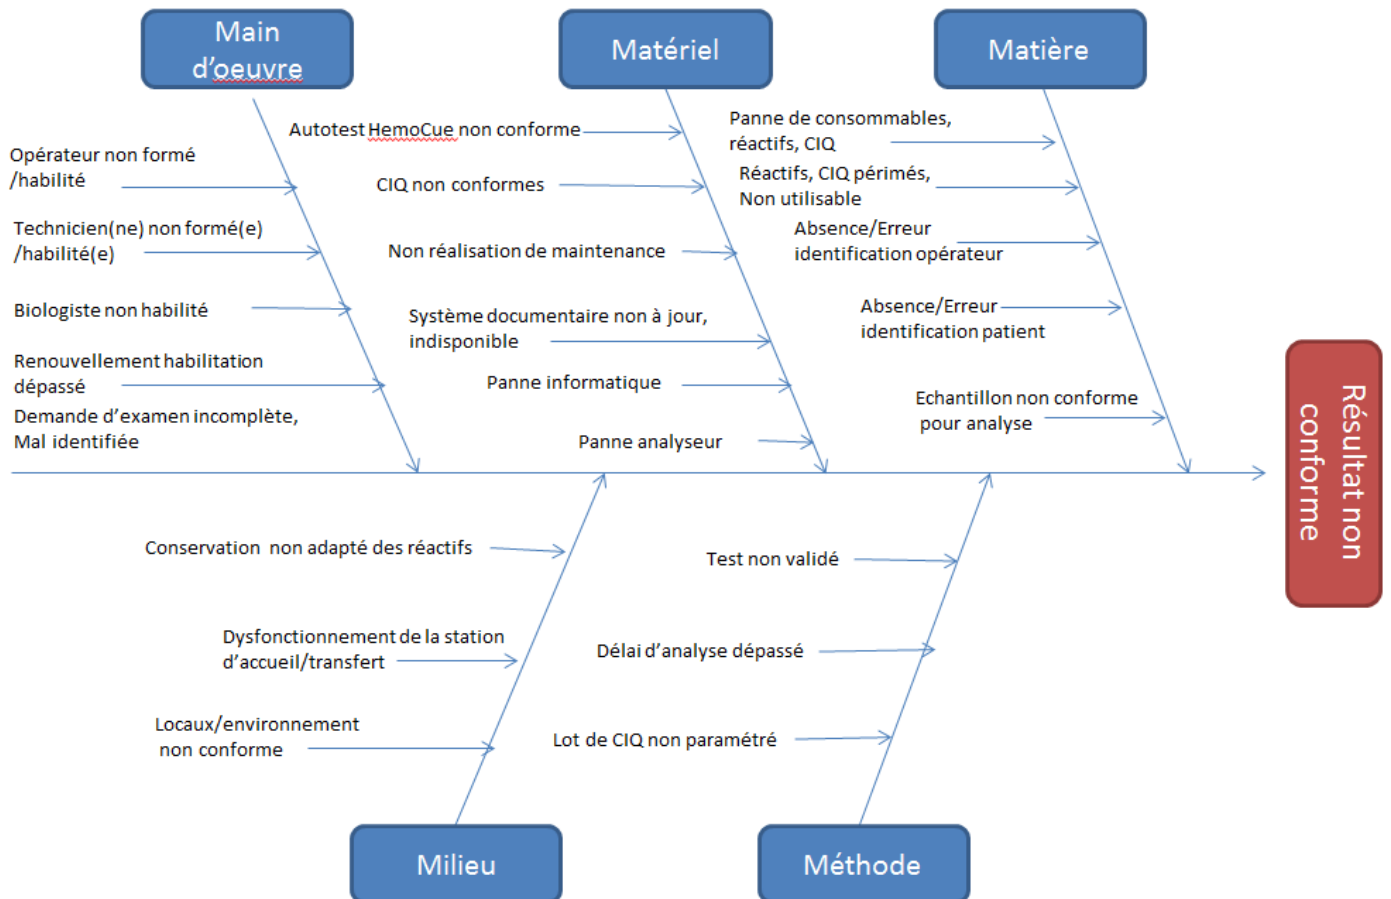 Main
d'oeuvre
Matériel
Matière
Opérateur non formé
/habilité
Technicien(ne) non formé(e)
/habilité(e)
Biologiste non habilité
Renouvellement habilitation
dépassé
Demande d'examen incomplète,
Mal identifiée
Autotest HemoCue non conforme
CIQ non conformes
Non réalisation de maintenance
Système documentaire non à jour,
indisponible
Panne informatique
Panne analyseur
Panne de consommables,
réactifs, CIQ
Réactifs, CIQ périmés,
Non utilisable
Absence/Erreur
identification opérateur
Absence/Erreur
identification patient
Echantillon non conforme
pour analyse
Résultat non
conforme
Conservation non adapté des réactifs
Dysfonctionnement de la station
d'accueil/transfert
Locaux/environnement
non conforme
Test non validé
Délai d'analyse dépassé
Lot de CIQ non paramétré
Milieu
Méthode